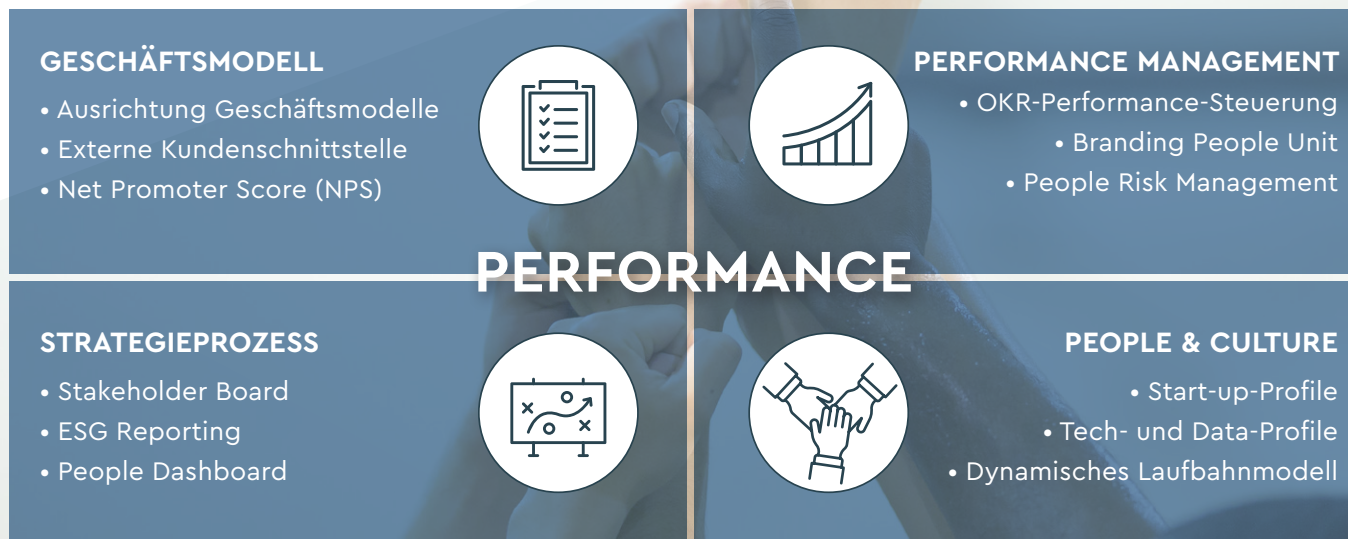 GESCHÄFTSMODELL
• Ausrichtung Geschäftsmodelle
• Externe Kundenschnittstelle
• Net Promoter Score (NPS)
PERFORMANCE MANAGEMENT
• OKR-Performance-Steuerung
• Branding People Unit
• People Risk Management
PERFORMANCE
STRATEGIEPROZESS
• Stakeholder Board
• ESG Reporting
• People Dashboard
PEOPLE & CULTURE
• Start-up-Profile
• Tech- und Data-Profile
• Dynamisches Laufbahnmodell